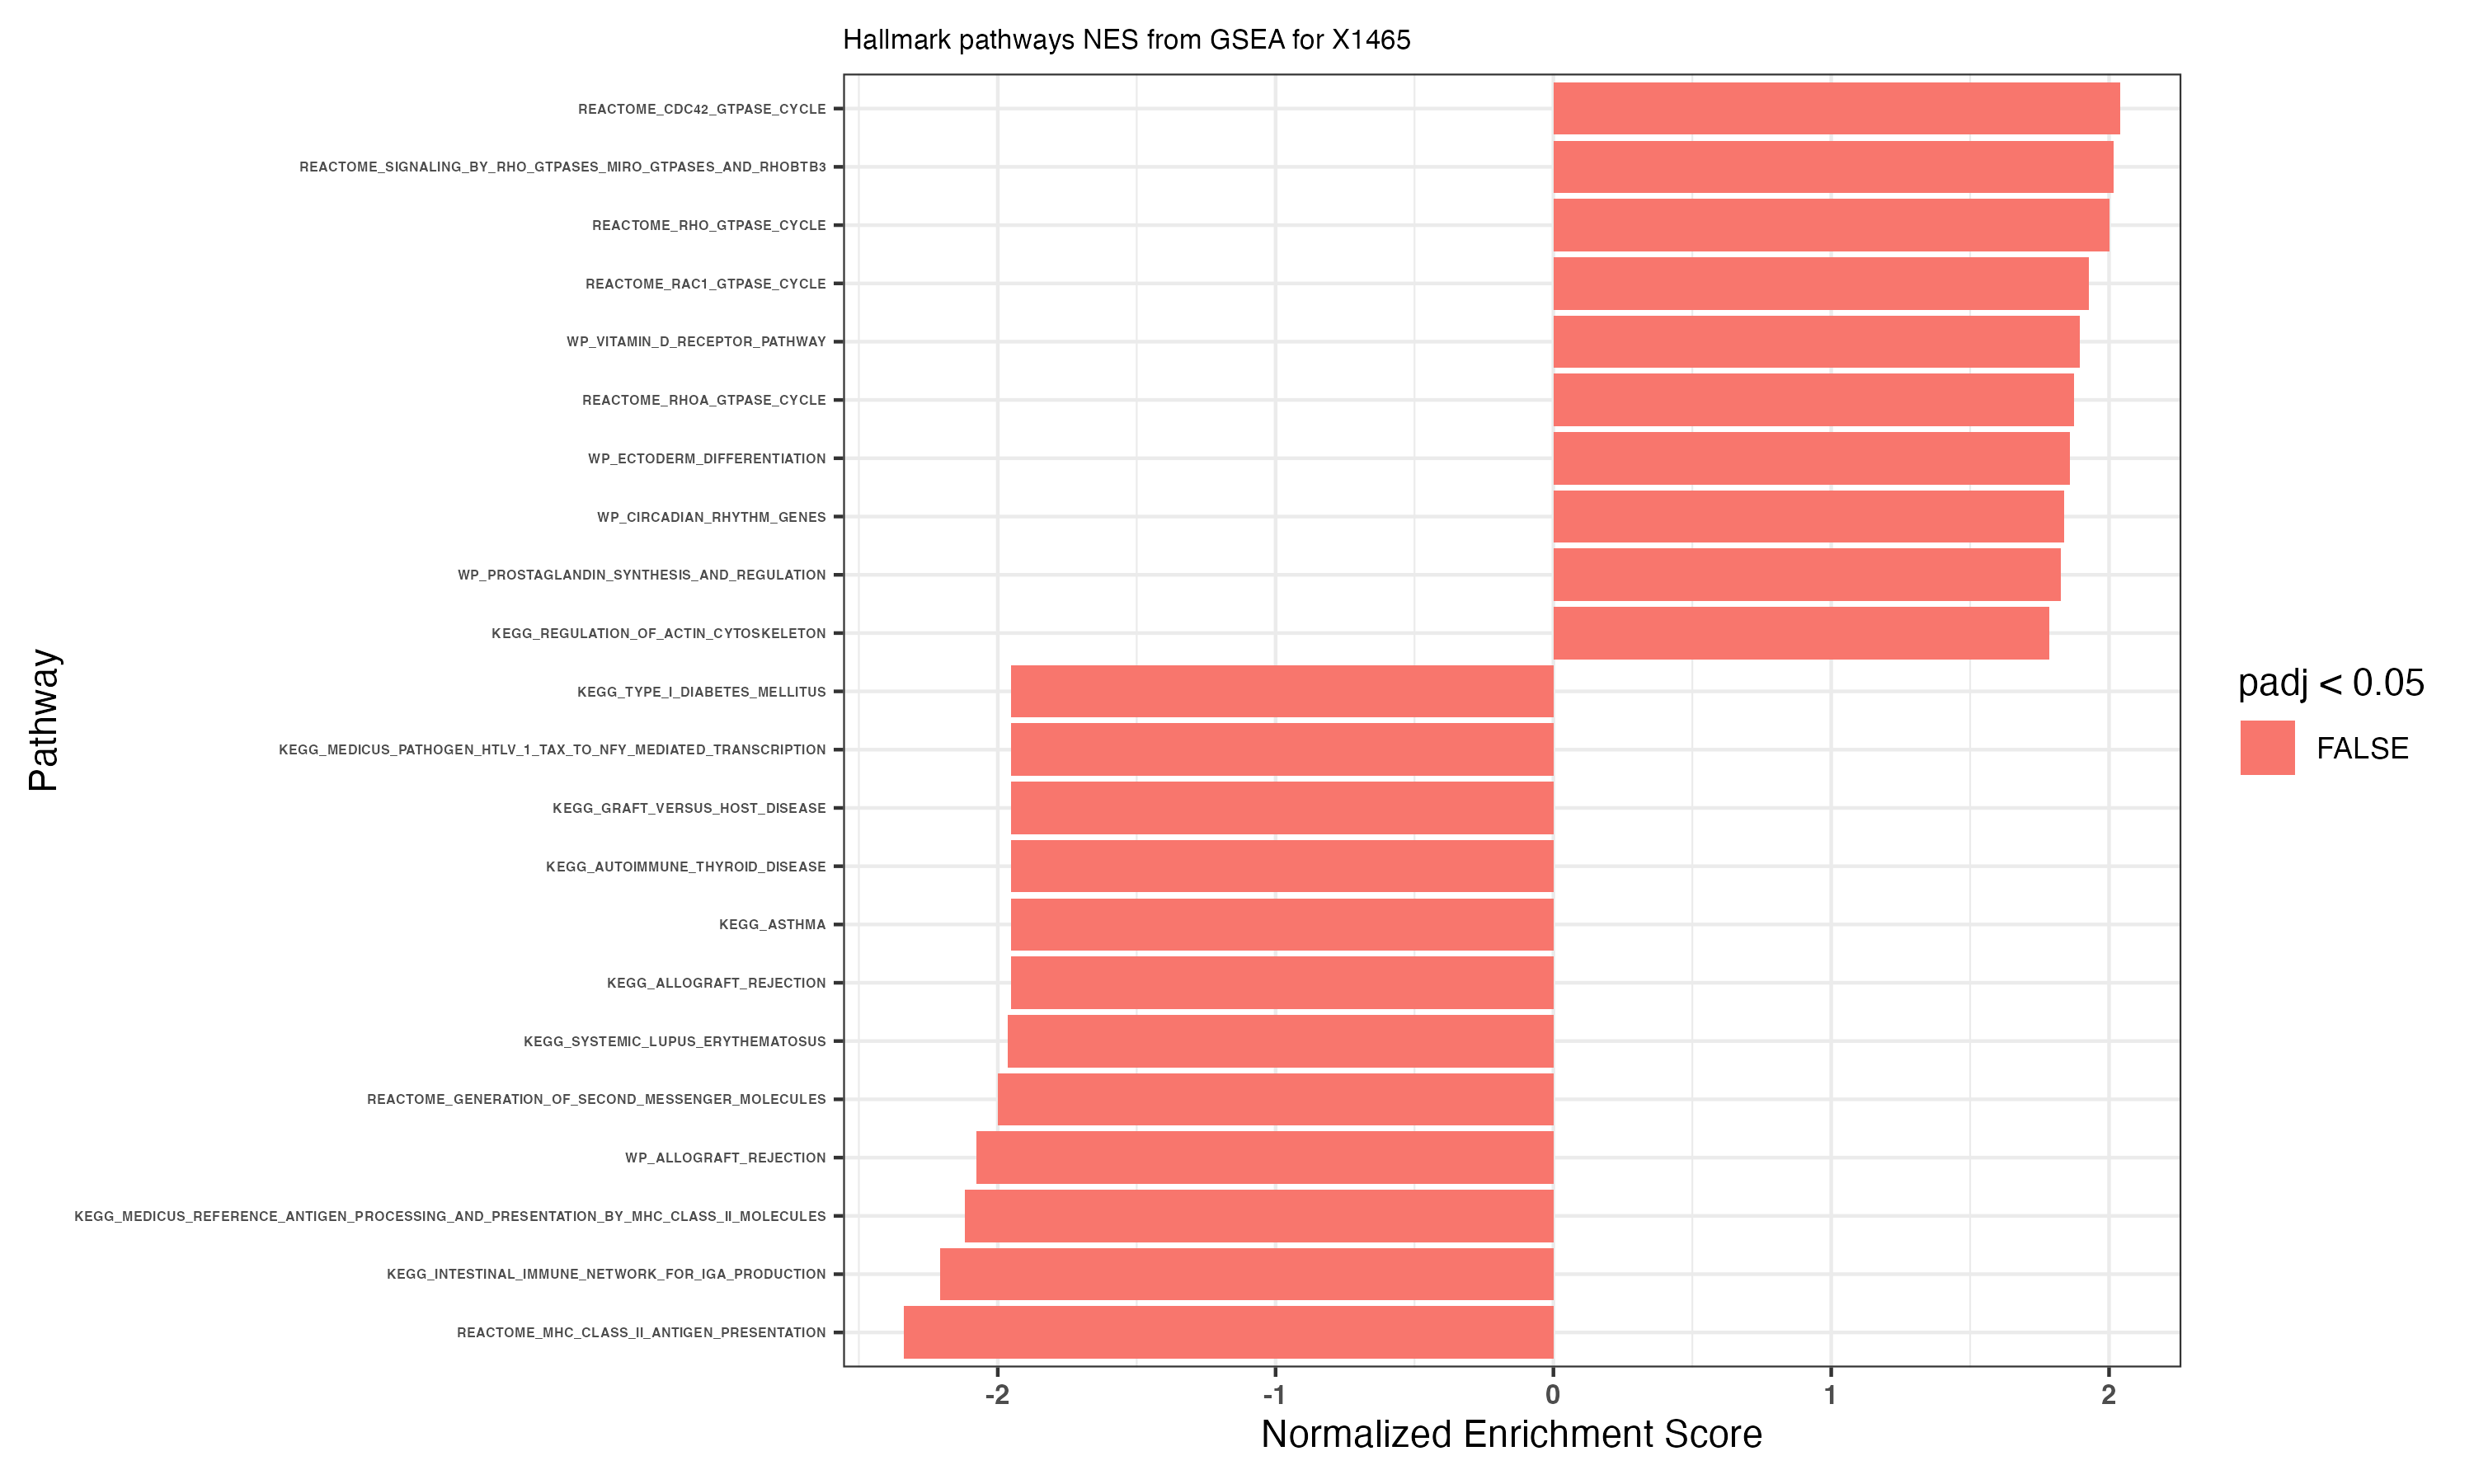 Hallmark pathways NES from GSEA for X1465
REACTOME_CDC42_GTPASE_CYCLE
REACTOME_SIGNALING_BY_RHO_GTPASES_MIRO_GTPASES_AND_RHOBTB3
REACTOME_RHO_GTPASE_CYCLE
REACTOME_RAC1_GTPASE_CYCLE
WP_VITAMIN_D_RECEPTOR_PATHWAY
REACTOME_RHOA_GTPASE_CYCLE
WP_ECTODERM_DIFFERENTIATION
WP_CIRCADIAN_RHYTHM_GENES
WP_PROSTAGLANDIN_SYNTHESIS_AND_REGULATION
KEGG_REGULATION_OF_ACTIN_CYTOSKELETON
KEGG_TYPE_I_DIABETES_MELLITUS
KEGG_MEDICUS_PATHOGEN_HTLV_1_TAX_TO_NFY_MEDIATED_TRANSCRIPTION
KEGG_GRAFT_VERSUS_HOST_DISEASE
KEGG_AUTOIMMUNE_THYROID_DISEASE
KEGG_ASTHMA
KEGG_ALLOGRAFT_REJECTION
KEGG_SYSTEMIC_LUPUS_ERYTHEMATOSUS
REACTOME_GENERATION_OF_SECOND_MESSENGER_MOLECULES
WP_ALLOGRAFT_REJECTION
KEGG_MEDICUS_REFERENCE_ANTIGEN_PROCESSING_AND_PRESENTATION_BY_MHC_CLASS_II_MOLECULES
KEGG_INTESTINAL_IMMUNE_NETWORK_FOR_IGA_PRODUCTION
REACTOME_MHC_CLASS_II_ANTIGEN_PRESENTATION
Pathway
-2 -1 0 1 2
Normalized Enrichment Score
padj < 0.05
FALSE